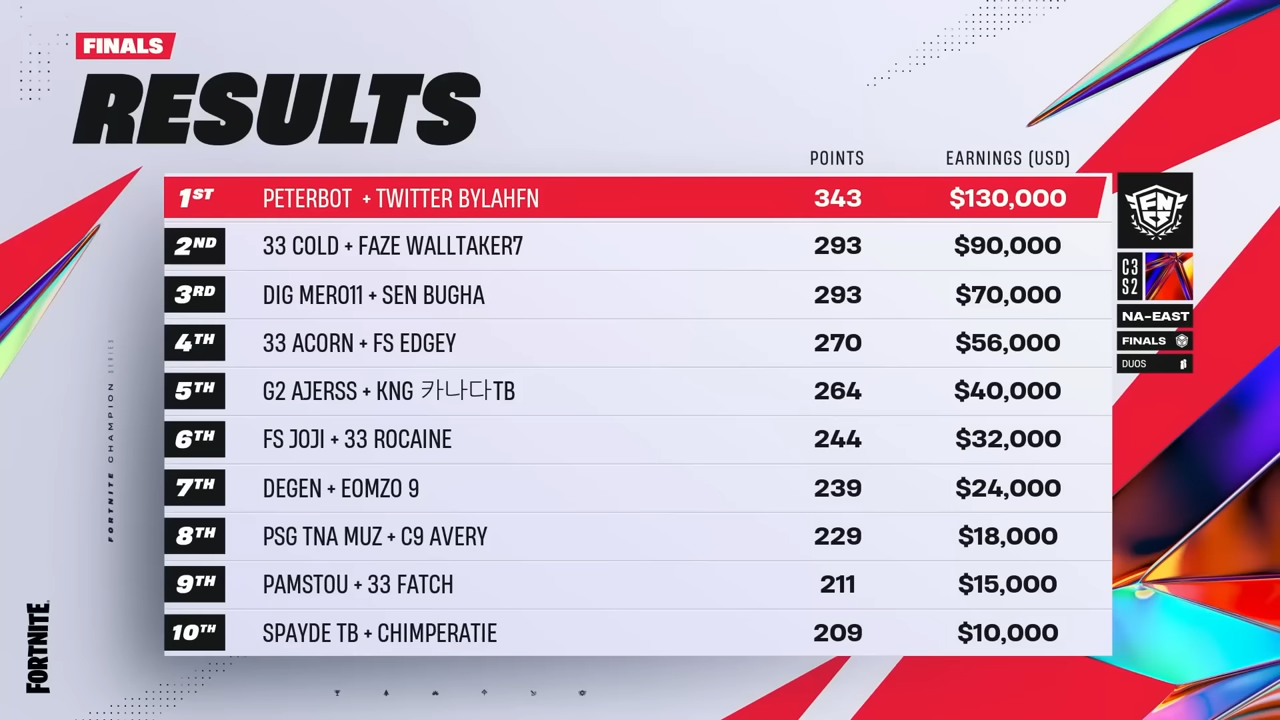 FINALS
RESULTS
POINTS EARNINGS (USD)
1ST PETERBOT + TWITTER BYLAHFN 343 $130,000
2ND 33 COLD + FAZE WALLTAKER7 293 $90,000
3RD DIG MERO11 + SEN BUGHA 293 $70,000
4TH 33 ACORN + FS EDGEY 270 $56,000
5TH G2 AJERSS + KNG 카나다TB 264 $40,000
6TH FS JOJI + 33 ROCAINE 244 $32,000
7TH DEGEN + EOMZO 9 239 $24,000
8TH PSG TNA MUZ + C9 AVERY 229 $18,000
9TH PAMSTOU + 33 FATCH 211 $15,000
10TH SPAYDE TB + CHIMPERATIE 209 $10,000
FNCS
C3
S2
NA-EAST
FINALS
DUOS
FORTNITE CHAMPION SERIES
FORTNITE